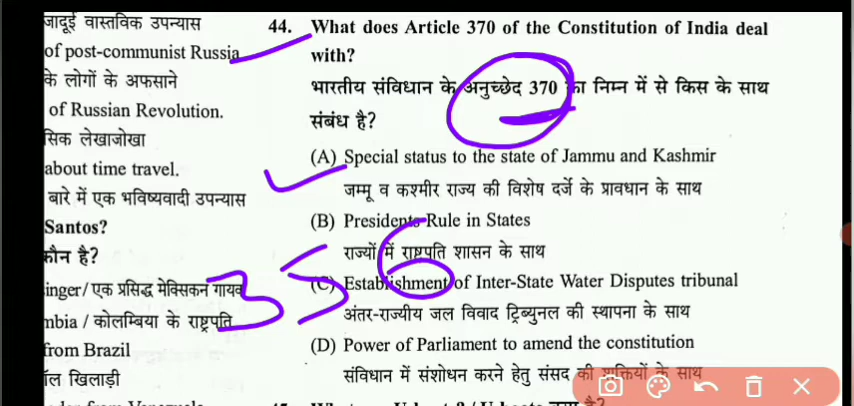 जादूई वास्तविक उपन्यास
of post-communist Russia
के लोगों के अफसाने
of Russian Revolution.
सिक लेखाजोखा
about time travel.
बारे में एक भविष्यवादी उपन्यास
Santos?
कौन है?
inger/एक प्रसिद्ध मेक्सिकन गायक
mbia / कोलम्बिया के राष्ट्रपति
from Brazil
ॉल खिलाड़ी
44. What does Article 370 of the Constitution of India deal
with?
भारतीय संविधान के अनुच्छेद 370 का निम्न में से किस के साथ
संबंध है?
(A) Special status to the state of Jammu and Kashmir
जम्मू व कश्मीर राज्य की विशेष दर्जे के प्रावधान के साथ
(B) Presidents Rule in States
राज्यों में राष्ट्रपति शासन के साथ
(C) Establishment of Inter-State Water Disputes tribunal
अंतर-राज्यीय जल विवाद ट्रिब्युनल की स्थापना के साथ
(D) Power of Parliament to amend the constitution
संविधान में संशोधन करने हेतु संसद की शक्तियों के साथ
356